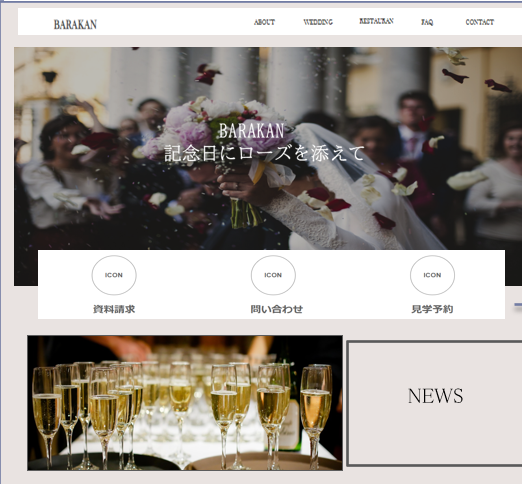 BARAKAN
ABOUT
WEDDING
RESTAURAN
FAQ
CONTACT
BARAKAN
記念日にローズを添えて
ICON
ICON
ICON
資料請求
問い合わせ
見学予約
NEWS